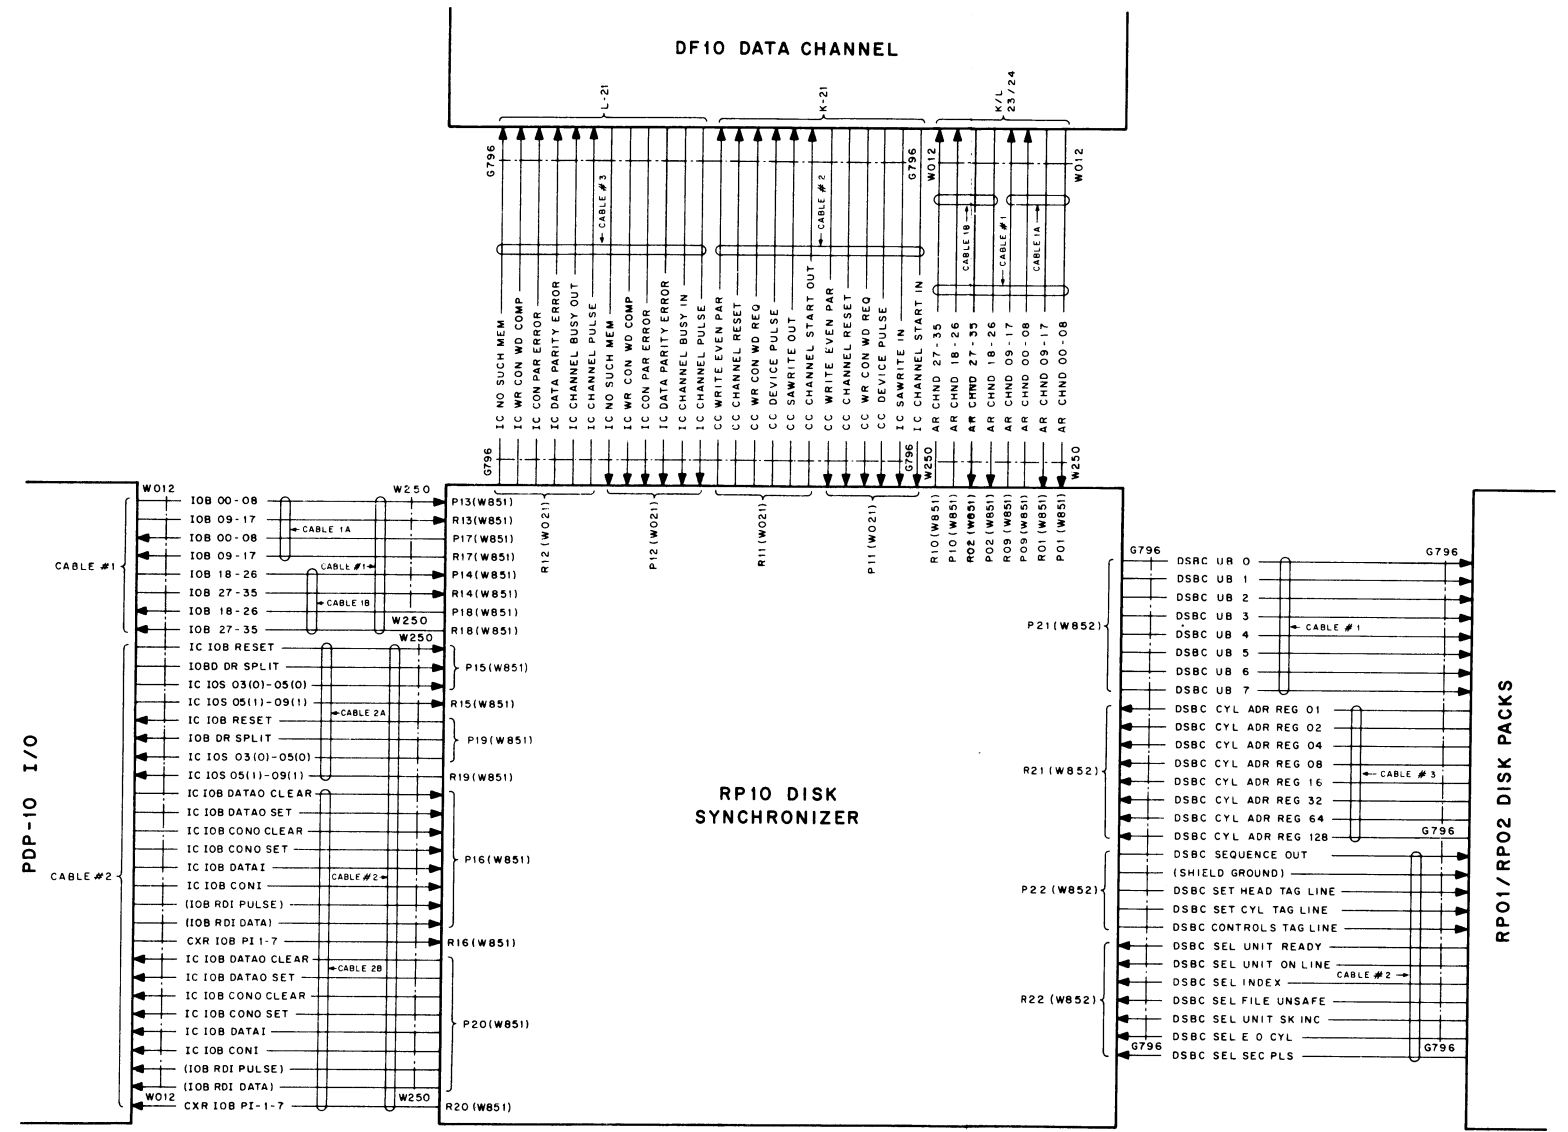 DF10 DATA CHANNEL
L-21
K-21
K/L
23/24
G796
G796
W012
W012
CABLE #3
CABLE #2
CABLE 1B
CABLE #1
CABLE 1A
IC NO SUCH MEM
IC WR CON WD COMP
IC CON PAR ERROR
IC DATA PARITY ERROR
IC CHANNEL BUSY OUT
IC CHANNEL PULSE
IC NO SUCH MEM
IC WR CON WD COMP
IC CON PAR ERROR
IC DATA PARITY ERROR
IC CHANNEL BUSY IN
IC CHANNEL PULSE
CC WRITE EVEN PAR
CC CHANNEL RESET
CC WR CON WD REQ
CC DEVICE PULSE
CC SAWRITE OUT
CC CHANNEL START OUT
CC WRITE EVEN PAR
CC CHANNEL RESET
CC WR CON WD REQ
CC DEVICE PULSE
IC SAWRITE IN
IC CHANNEL START IN
AR CHND 27-35
AR CHND 18-26
AR CHND 27-35
AR CHND 18-26
AR CHND 09-17
AR CHND 00-08
AR CHND 09-17
AR CHND 00-08
G796
G796
W250
W250
R12 (W021)
P12 (W021)
R11 (W021)
P11 (W021)
R10 (W851)
P10 (W851)
R02 (W851)
P02 (W851)
R09 (W851)
P09 (W851)
R01 (W851)
P01 (W851)
PDP-10 I/O
W012
W250
CABLE #1
IOB 00-08
P13(W851)
IOB 09-17
R13(W851)
CABLE 1A
IOB 00-08
P17(W851)
IOB 09-17
R17(W851)
CABLE #1
IOB 18-26
P14(W851)
IOB 27-35
R14(W851)
CABLE 1B
IOB 18-26
P18(W851)
W250
IOB 27-35
R18(W851)
W250
CABLE #2
IC IOB RESET
IOBD DR SPLIT
P15(W851)
IC IOS 03(0)-05(0)
IC IOS 05(1)-09(1)
R15(W851)
CABLE 2A
IC IOB RESET
IOB DR SPLIT
P19(W851)
IC IOS 03(0)-05(0)
IC IOS 05(1)-09(1)
R19(W851)
IC IOB DATAO CLEAR
IC IOB DATAO SET
IC IOB CONO CLEAR
IC IOB CONO SET
P16(W851)
IC IOB DATAI
CABLE #2
IC IOB CONI
(IOB RDI PULSE)
(IOB RDI DATA)
CXR IOB PI 1-7
R16(W851)
IC IOB DATAO CLEAR
CABLE 2B
IC IOB DATAO SET
IC IOB CONO CLEAR
IC IOB CONO SET
P20(W851)
IC IOB DATAI
IC IOB CONI
(IOB RDI PULSE)
(IOB RDI DATA)
W012
W250
CXR IOB PI-1-7
R20 (W851)
RP10 DISK
SYNCHRONIZER
G796
G796
DSBC UB 0
DSBC UB 1
DSBC UB 2
DSBC UB 3
P21(W852)
CABLE #1
DSBC UB 4
DSBC UB 5
DSBC UB 6
DSBC UB 7
DSBC CYL ADR REG 01
DSBC CYL ADR REG 02
DSBC CYL ADR REG 04
DSBC CYL ADR REG 08
R21 (W852)
CABLE #3
DSBC CYL ADR REG 16
DSBC CYL ADR REG 32
DSBC CYL ADR REG 64
G796
DSBC CYL ADR REG 128
DSBC SEQUENCE OUT
(SHIELD GROUND)
P22 (W852)
DSBC SET HEAD TAG LINE
DSBC SET CYL TAG LINE
DSBC CONTROLS TAG LINE
DSBC SEL UNIT READY
DSBC SEL UNIT ON LINE
CABLE #2
DSBC SEL INDEX
R22 (W852)
DSBC SEL FILE UNSAFE
DSBC SEL UNIT SK INC
DSBC SEL E O CYL
G796
G796
DSBC SEL SEC PLS
RP01/RP02 DISK PACKS